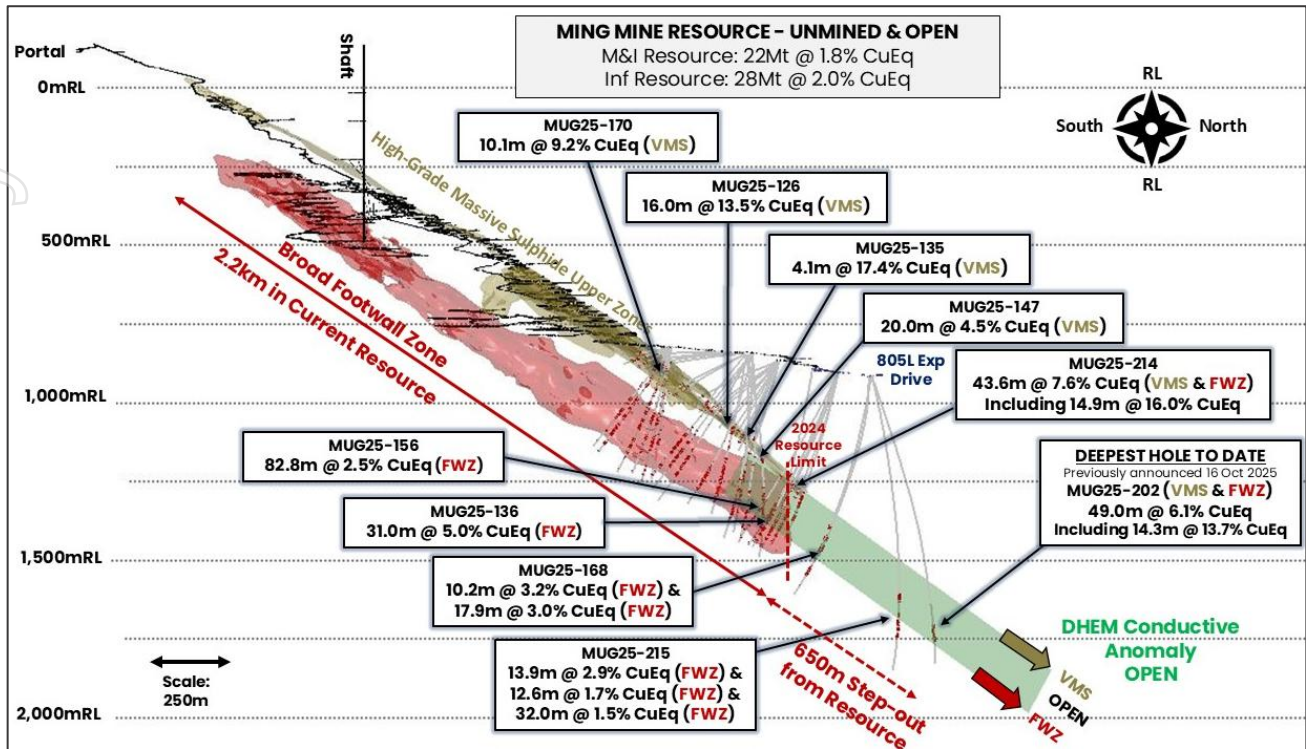 MING MINE RESOURCE - UNMINED & OPEN
M&I Resource: 22Mt @ 1.8% CuEq
Inf Resource: 28Mt @ 2.0% CuEq
Portal
Shaft
0mRL
RL
South
North
RL
High-Grade Massive Sulphide Upper Zones
MUG25-170
10.1m @ 9.2% CuEq (VMS)
MUG25-126
16.0m @ 13.5% CuEq (VMS)
500mRL
MUG25-135
4.1m @ 17.4% CuEq (VMS)
Broad Footwall Zone
2.2km in Current Resource
MUG25-147
20.0m @ 4.5% CuEq (VMS)
805L Exp
Drive
MUG25-214
43.6m @ 7.6% CuEq (VMS & FWZ)
Including 14.9m @ 16.0% CuEq
1,000mRL
2024
Resource
Limit
MUG25-156
82.8m @ 2.5% CuEq (FWZ)
DEEPEST HOLE TO DATE
Previously announced 16 Oct 2025
MUG25-202 (VMS & FWZ)
49.0m @ 6.1% CuEq
Including 14.3m @ 13.7% CuEq
MUG25-136
31.0m @ 5.0% CuEq (FWZ)
1,500mRL
MUG25-168
10.2m @ 3.2% CuEq (FWZ) &
17.9m @ 3.0% CuEq (FWZ)
DHEM Conductive
Anomaly
OPEN
MUG25-215
13.9m @ 2.9% CuEq (FWZ) &
12.6m @ 1.7% CuEq (FWZ) &
32.0m @ 1.5% CuEq (FWZ)
650m Step-out
from Resource
Scale:
250m
VMS
OPEN
FWZ
2,000mRL